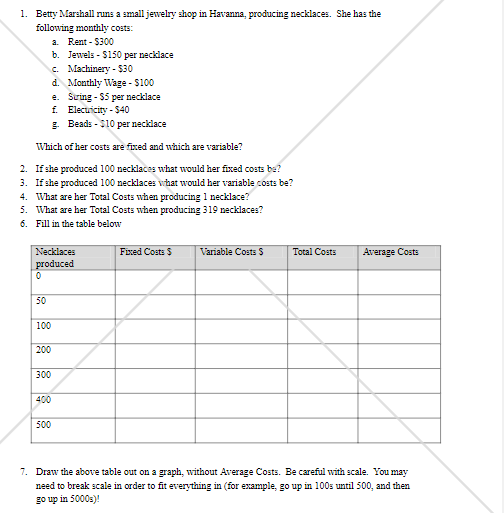 1. Betty Marshall runs a small jewelry shop in Havanna, producing necklaces. She has the
following monthly costs:
a. Rent - $300
b. Jewels - $150 per necklace
c. Machinery - $30
d. Monthly Wage - $100
e. String - $5 per necklace
f. Electricity - $40
g. Beads - $10 per necklace
Which of her costs are fixed and which are variable?
2. If she produced 100 necklaces what would her fixed costs be?
3. If she produced 100 necklaces what would her variable costs be?
4. What are her Total Costs when producing 1 necklace?
5. What are her Total Costs when producing 319 necklaces?
6. Fill in the table below
Necklaces produced Fixed Costs $ Variable Costs $ Total Costs Average Costs
0
50
100
200
300
400
500
7. Draw the above table out on a graph, without Average Costs. Be careful with scale. You may
need to break scale in order to fit everything in (for example, go up in 100s until 500, and then
go up in 5000s)!